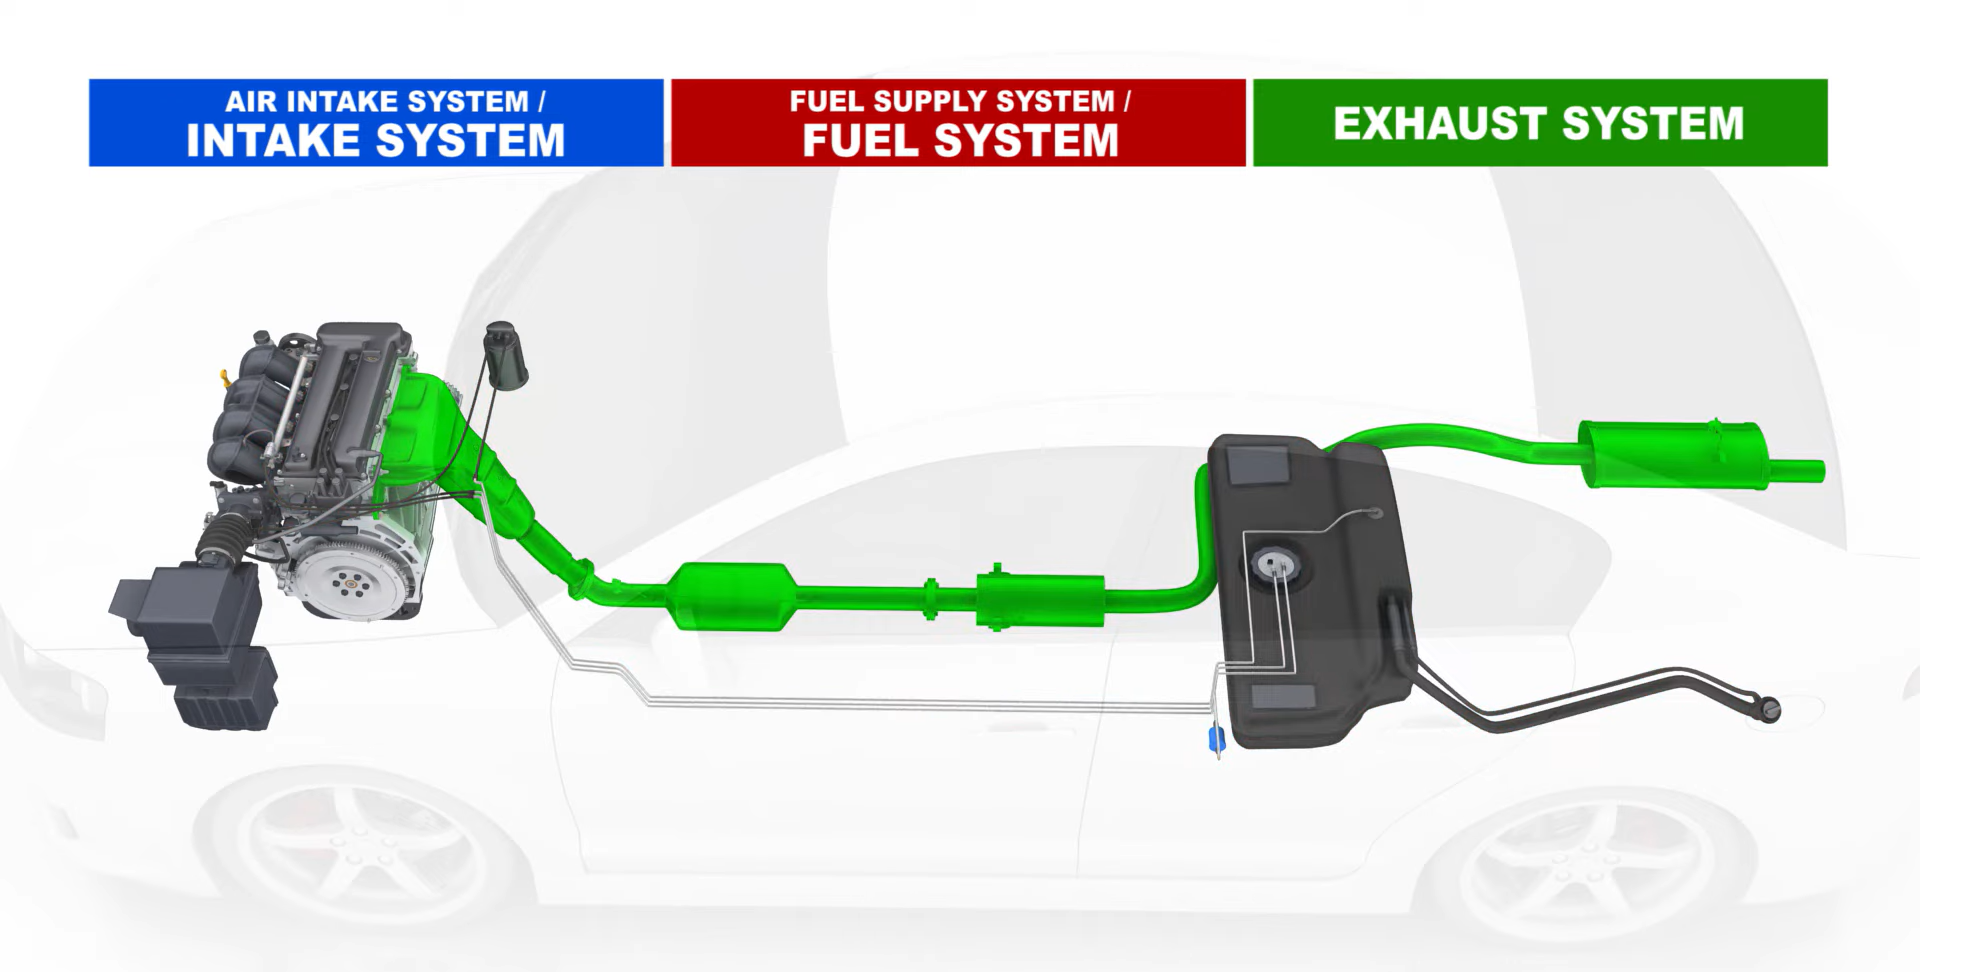 AIR INTAKE SYSTEM /
INTAKE SYSTEM
FUEL SUPPLY SYSTEM /
FUEL SYSTEM
EXHAUST SYSTEM